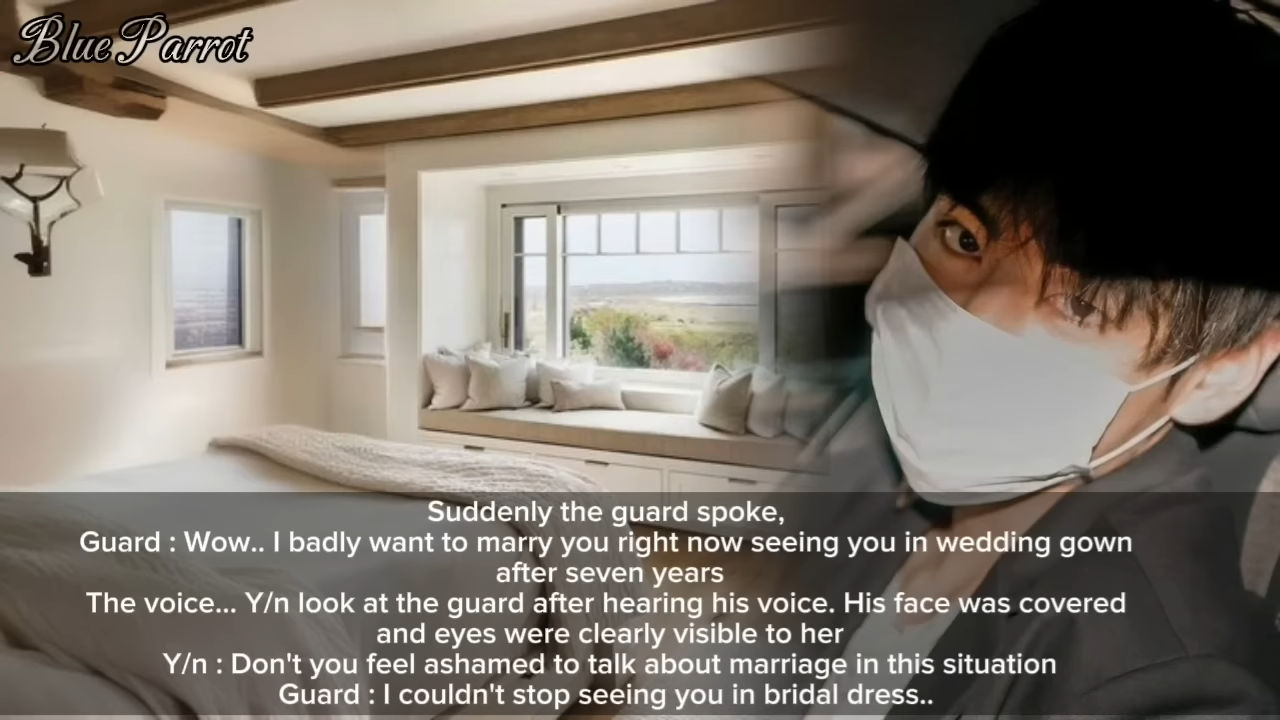 Blue Parrot
Suddenly the guard spoke,
Guard : Wow.. I badly want to marry you right now seeing you in wedding gown
after seven years
The voice... Y/n look at the guard after hearing his voice. His face was covered
and eyes were clearly visible to her
Y/n : Don't you feel ashamed to talk about marriage in this situation
Guard : I couldn't stop seeing you in bridal dress..